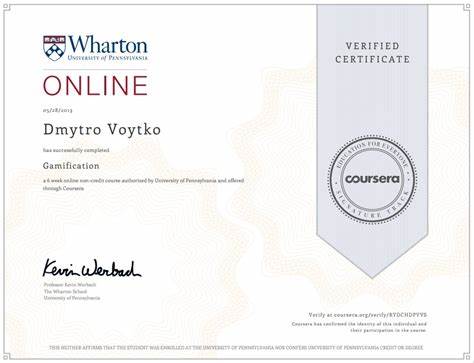 Wharton
UNIVERSITY of PENNSYLVANIA
ONLINE
05/28/2013
Dmytro Voytko
has successfully completed
Gamification
a 6 week online non-credit course authorized by University of Pennsylvania and offered
through Coursera
Kevin Werbach
Professor Kevin Werbach
The Wharton School
University of Pennsylvania
VERIFIED
CERTIFICATE
EDUCATION FOR EVERYONE
coursera
SIGNATURE TRACK
Verify at coursera.org/verify/
Coursera has confirmed the identity of this individual and
their participation in the course.
THIS NEITHER AFFIRMS THAT THE STUDENT WAS ENROLLED AT THE UNIVERSITY OF PENNSYLVANIA NOR CONFERS UNIVERSITY OF PENNSYLVANIA CREDIT OR DEGREE